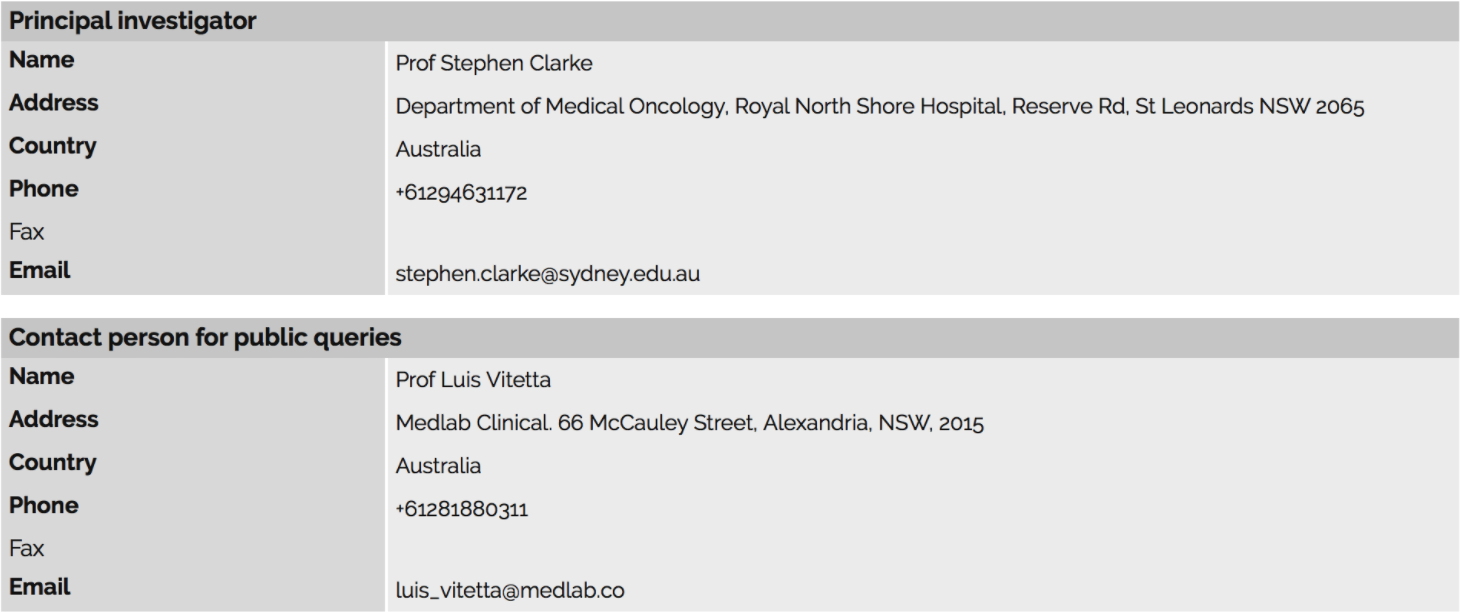 Principal investigator
Name Prof Stephen Clarke
Address Department of Medical Oncology, Royal North Shore Hospital, Reserve Rd, St Leonards NSW 2065
Country Australia
Phone +61294631172
Fax
Email stephen.clarke@sydney.edu.au
Contact person for public queries
Name Prof Luis Vitetta
Address Medlab Clinical. 66 McCauley Street, Alexandria, NSW, 2015
Country Australia
Phone +61281880311
Fax
Email luis_vitetta@medlab.co